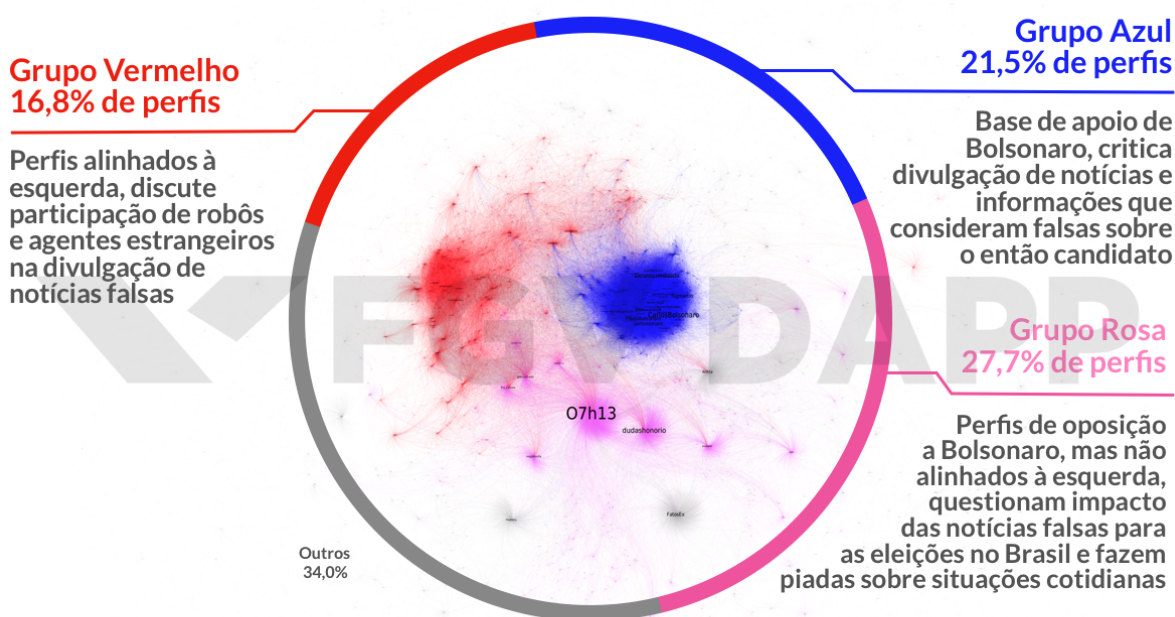 Grupo Vermelho
16,8% de perfis
Perfis alinhados à
esquerda, discute
participação de robôs
e agentes estrangeiros
na divulgação de
notícias falsas
Grupo Azul
21,5% de perfis
Base de apoio de
Bolsonaro, critica
divulgação de notícias e
informações que
consideram falsas sobre
o então candidato
FGV DAPP
Grupo Rosa
27,7% de perfis
Perfis de oposição
a Bolsonaro, mas não
alinhados à esquerda,
questionam impacto
das notícias falsas para
as eleições no Brasil e fazem
piadas sobre situações cotidianas
CarlosBolsonaro
O7h13
dudashonorio
Outros
34,0%